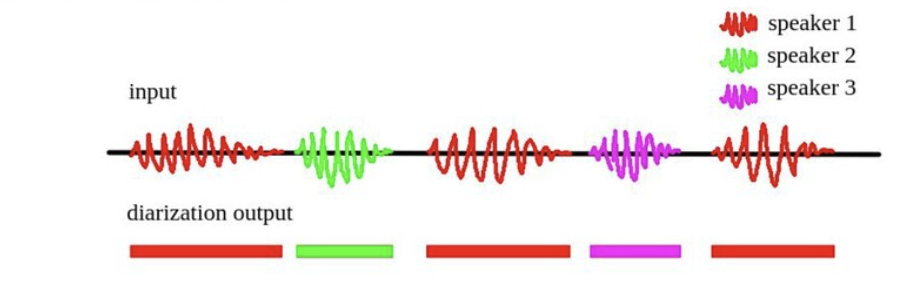 speaker 1
speaker 2
speaker 3
input
diarization output